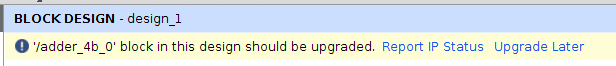 BLOCK DESIGN - design_1
'/adder_4b_0' block in this design should be upgraded. Report IP Status Upgrade Later